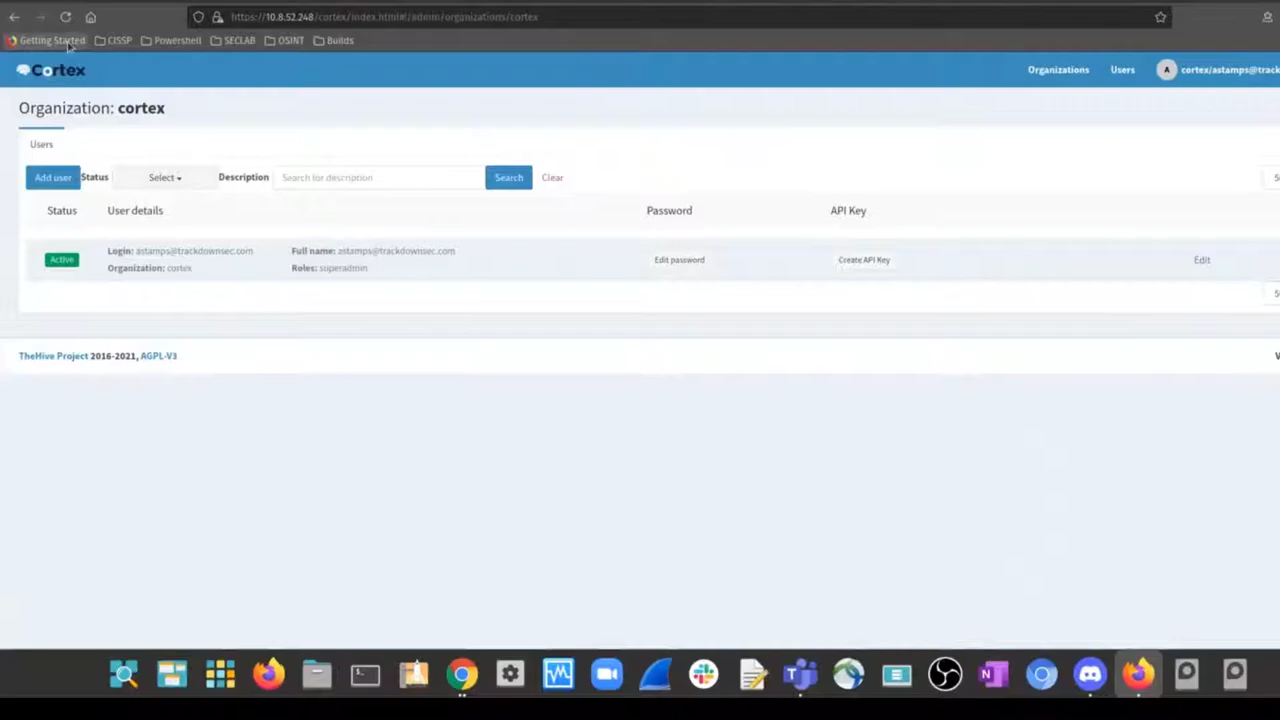 https://10.8.52.248/cortex/index.html#!/admin/organizations/cortex
Getting Started CISSP Powershell SECLAB OSINT Builds
Cortex Organizations Users A cortex/astamps@track
Organization: cortex
Users
Add user Status Select Description Search for description Search Clear 5
Status User details Password API Key
Active Login: astamps@trackdownsec.com Full name: astamps@trackdownsec.com Edit password Create API Key Edit
Organization: cortex Roles: superadmin
5
TheHive Project 2016-2021, AGPL-V3 V